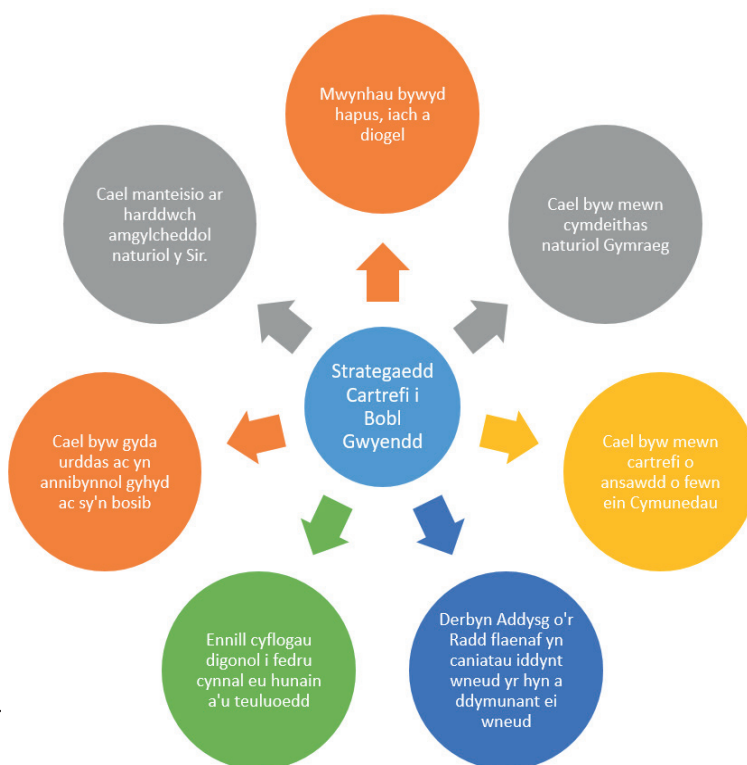 Mwynhau bywyd
hapus, iach a
diogel
Cael manteisio ar
harddwch
amgylcheddol
naturiol y Sir.
Cael byw mewn
cymdeithas
naturiol Gymraeg
Strategaedd
Cartrefi i
Bobl
Gwyendd
Cael byw gyda
urddas ac yn
annibynnol gyhyd
ac sy'n bosib
Cael byw mewn
cartrefi o
ansawdd o fewn
ein Cymunedau
Ennill cyflogau
digonol i fedru
cynnal eu hunain
a'u teuluoedd
Derbyn Addysg o'r
Radd flaenaf yn
caniatau iddynt
wneud yr hyn a
ddymunant ei
wneud